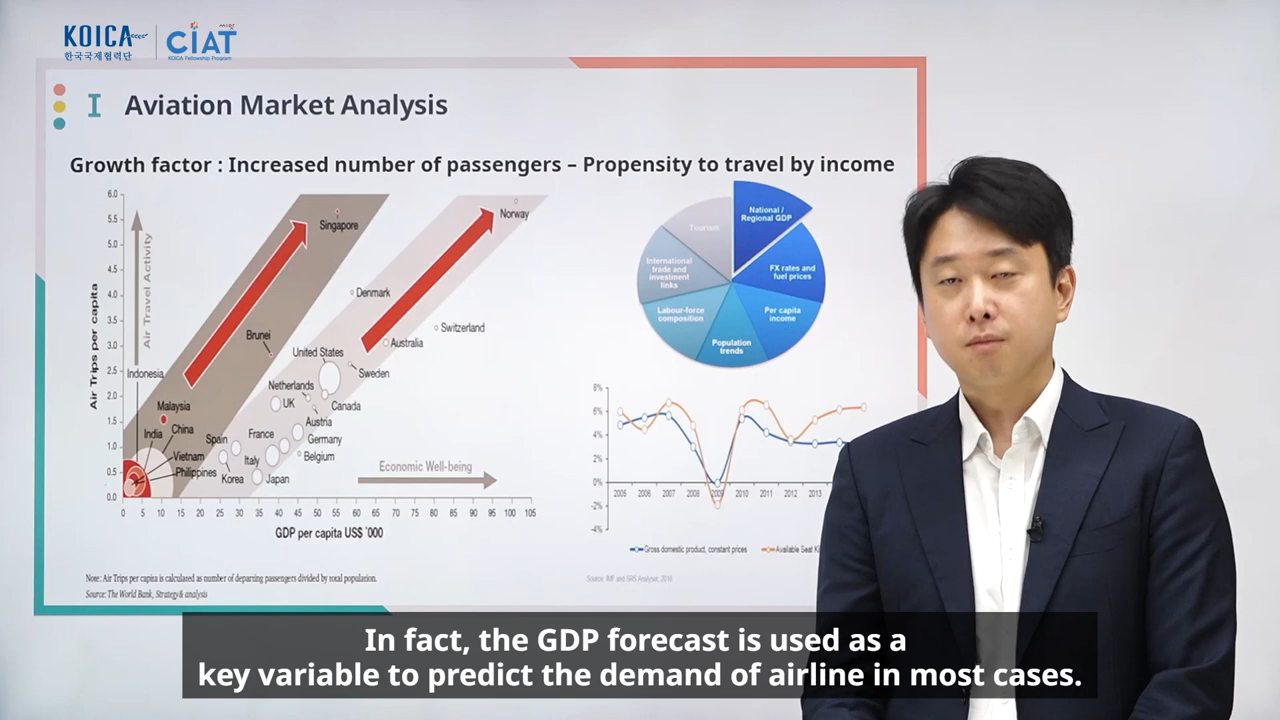 KOICA
한국국제협력단
CIAT
KOICA Fellowship Program
I Aviation Market Analysis
Growth factor : Increased number of passengers – Propensity to travel by income
Air Trips per capita
6.0
5.5
5.0
4.5
4.0
3.5
3.0
2.5
2.0
1.5
1.0
0.5
0.0
Air Travel Activity
Singapore
Norway
Denmark
Switzerland
Brunei
Australia
United States
Indonesia
Sweden
Netherlands
UK
Canada
Malaysia
Austria
India
China
Spain
France
Germany
Vietnam
Italy
Belgium
Philippines
Korea
Japan
Economic Well-being
0 5 10 15 20 25 30 35 40 45 50 55 60 65 70 75 80 85 90 95 100 105
GDP per capita US$ '000
Note: Air Trips per capita is calculated as number of departing passengers divided by total population.
Source: The World Bank, Strategy& analysis
National /
Regional GDP
FX rates and
fuel prices
Per capita
income
Population
trends
Labour-force
composition
International
trade and
investment
links
Tourism
8%
6%
4%
2%
0%
-2%
-4%
2005 2006 2007 2008 2009 2010 2011 2012 2013
Gross domestic product, constant prices
Available Seat
Source: IMF and SRS Analyser, 2016
In fact, the GDP forecast is used as a
key variable to predict the demand of airline in most cases.